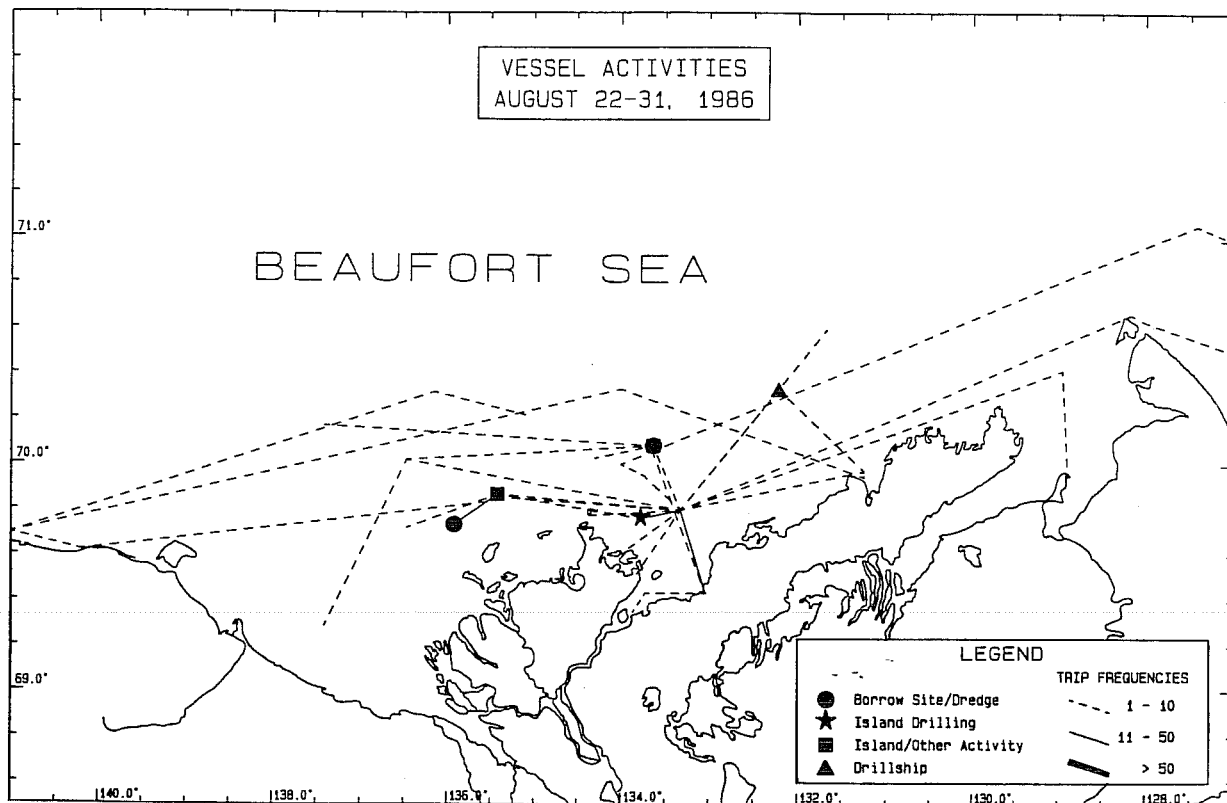 VESSEL ACTIVITIES
AUGUST 22-31, 1986
71.0°
BEAUFORT SEA
70.0°
69.0°
LEGEND
TRIP FREQUENCIES
Borrow Site/Dredge
1 - 10
Island Drilling
11 - 50
Island/Other Activity
> 50
Drillship
140.0° 138.0° 136.0° 134.0° 132.0° 130.0° 128.0°